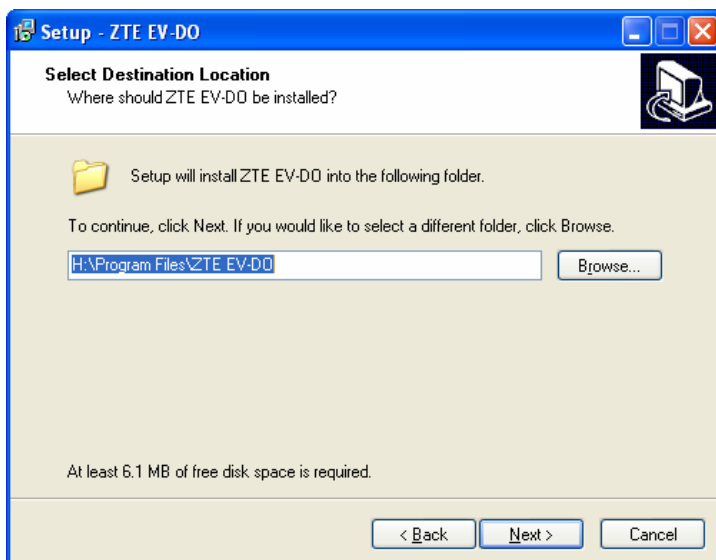 Setup - ZTE EV-DO
Select Destination Location
Where should ZTE EV-DO be installed?
Setup will install ZTE EV-DO into the following folder.
To continue, click Next. If you would like to select a different folder, click Browse.
H:\Program Files\ZTE EV-DO
Browse...
At least 6.1 MB of free disk space is required.
< Back
Next >
Cancel